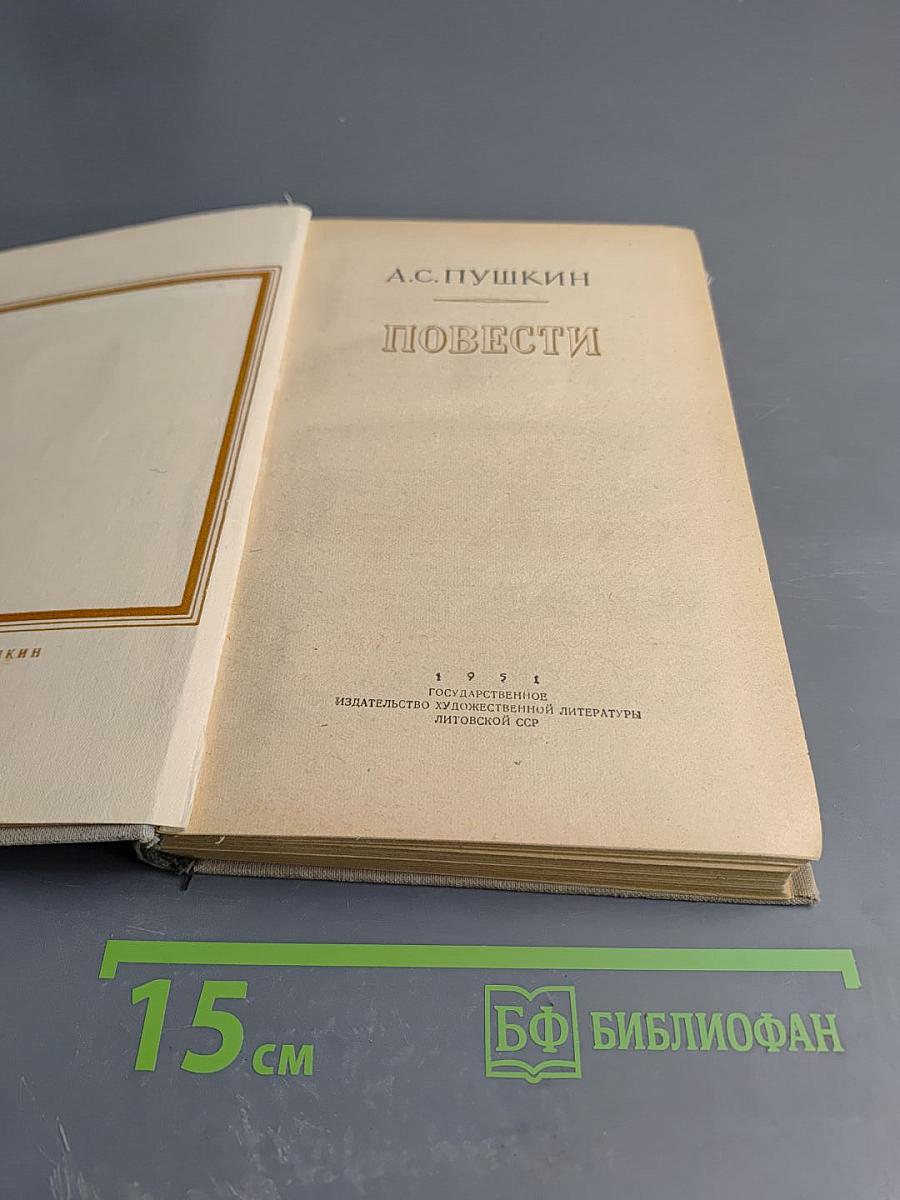 А.С. ПУШКИН
ПОВЕСТИ
1951
ГОСУДАРСТВЕННОЕ
ИЗДАТЕЛЬСТВО ХУДОЖЕСТВЕННОЙ ЛИТЕРАТУРЫ
ЛИТОВСКОЙ ССР
15 см
БФ БИБЛИОФАН